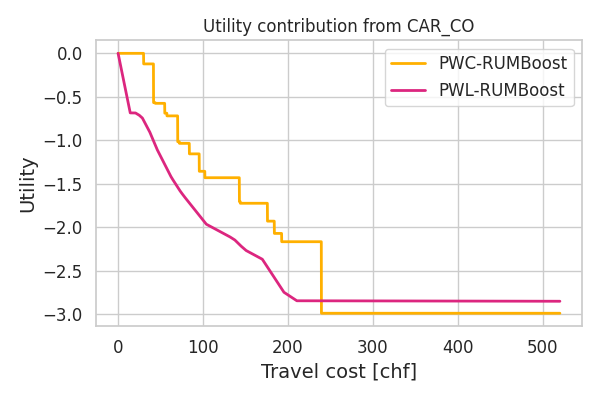 Utility contribution from CAR_CO
PWC-RUMBoost
PWL-RUMBoost
Utility
0.0
−0.5
−1.0
−1.5
−2.0
−2.5
−3.0
0 100 200 300 400 500
Travel cost [chf]